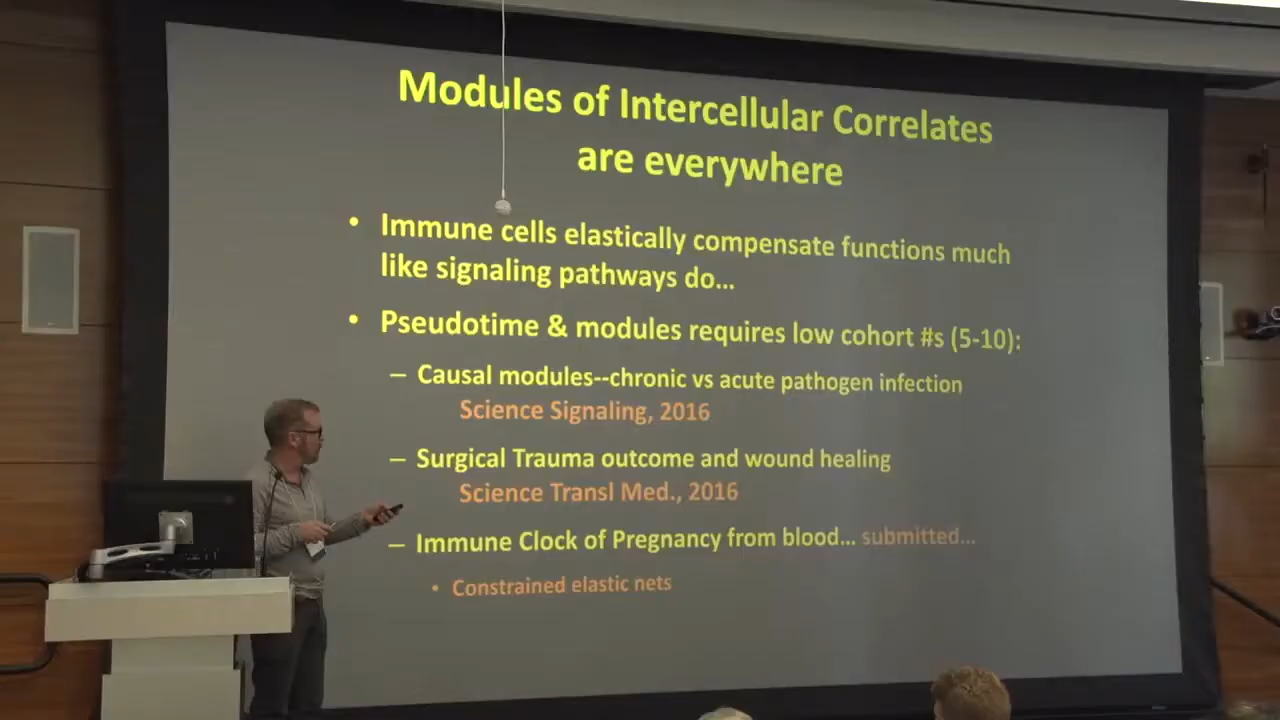 Modules of Intercellular Correlates
are everywhere
• Immune cells elastically compensate functions much
like signaling pathways do...
• Pseudotime & modules requires low cohort #s (5-10):
– Causal modules--chronic vs acute pathogen infection
Science Signaling, 2016
– Surgical Trauma outcome and wound healing
Science Transl Med., 2016
– Immune Clock of Pregnancy from blood... submitted...
• Constrained elastic nets